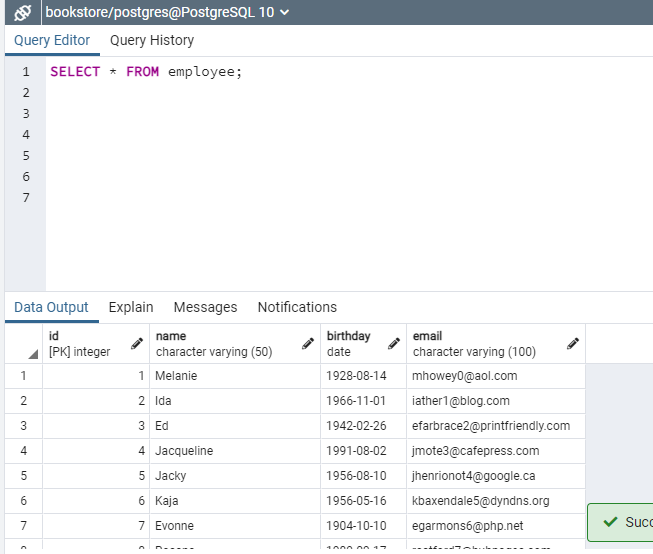 bookstore/postgres@PostgreSQL 10
Query Editor Query History
1 SELECT * FROM employee;
2
3
4
5
6
7
Data Output Explain Messages Notifications
id name birthday email
[PK] integer character varying (50) date character varying (100)
1 1 Melanie 1928-08-14 mhowey0@aol.com
2 2 Ida 1966-11-01 iather1@blog.com
3 3 Ed 1942-02-26 efarbrace2@printfriendly.com
4 4 Jacqueline 1991-08-02 jmote3@cafepress.com
5 5 Jacky 1956-08-10 jhenrionot4@google.ca
6 6 Kaja 1956-05-16 kbaxendale5@dyndns.org
7 7 Evonne 1904-10-10 egarmons6@php.net
Succ